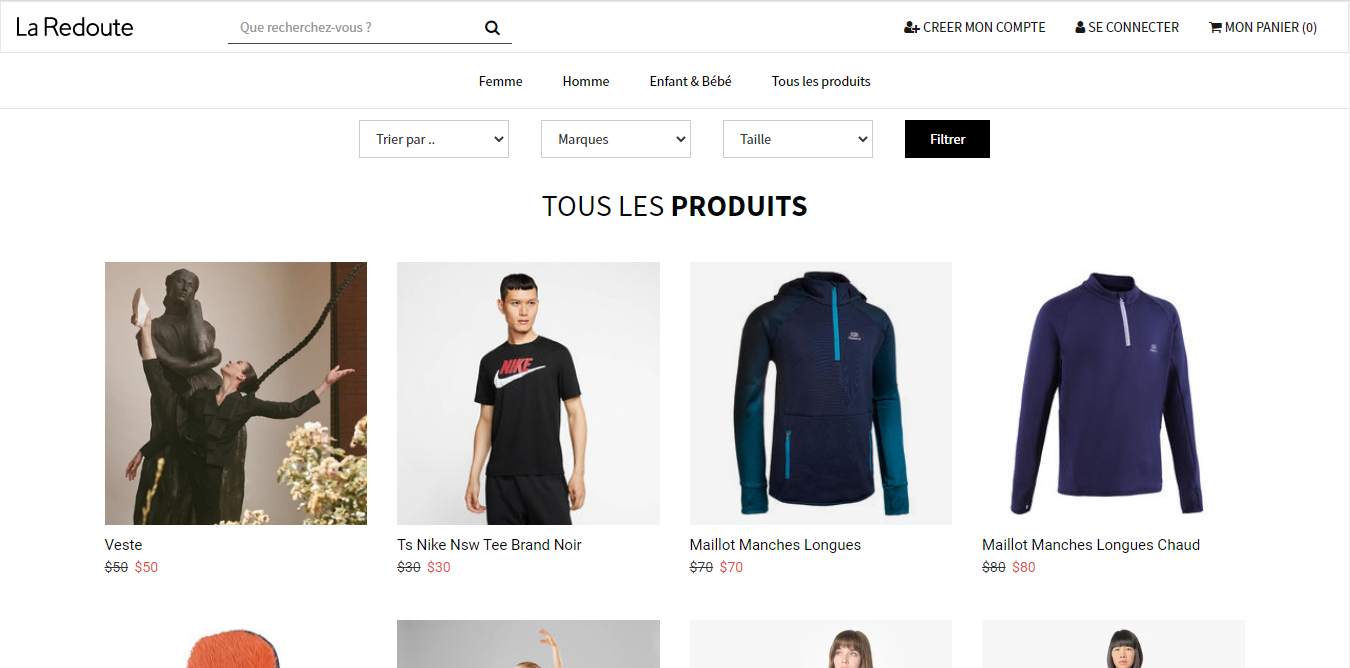 La Redoute
Que recherchez-vous ?
CREER MON COMPTE
SE CONNECTER
MON PANIER (0)
Femme
Homme
Enfant & Bébé
Tous les produits
Trier par ..
Marques
Taille
Filtrer
TOUS LES PRODUITS
NIKE
Veste
$50 $50
Ts Nike Nsw Tee Brand Noir
$30 $30
Maillot Manches Longues
$70 $70
Maillot Manches Longues Chaud
$80 $80